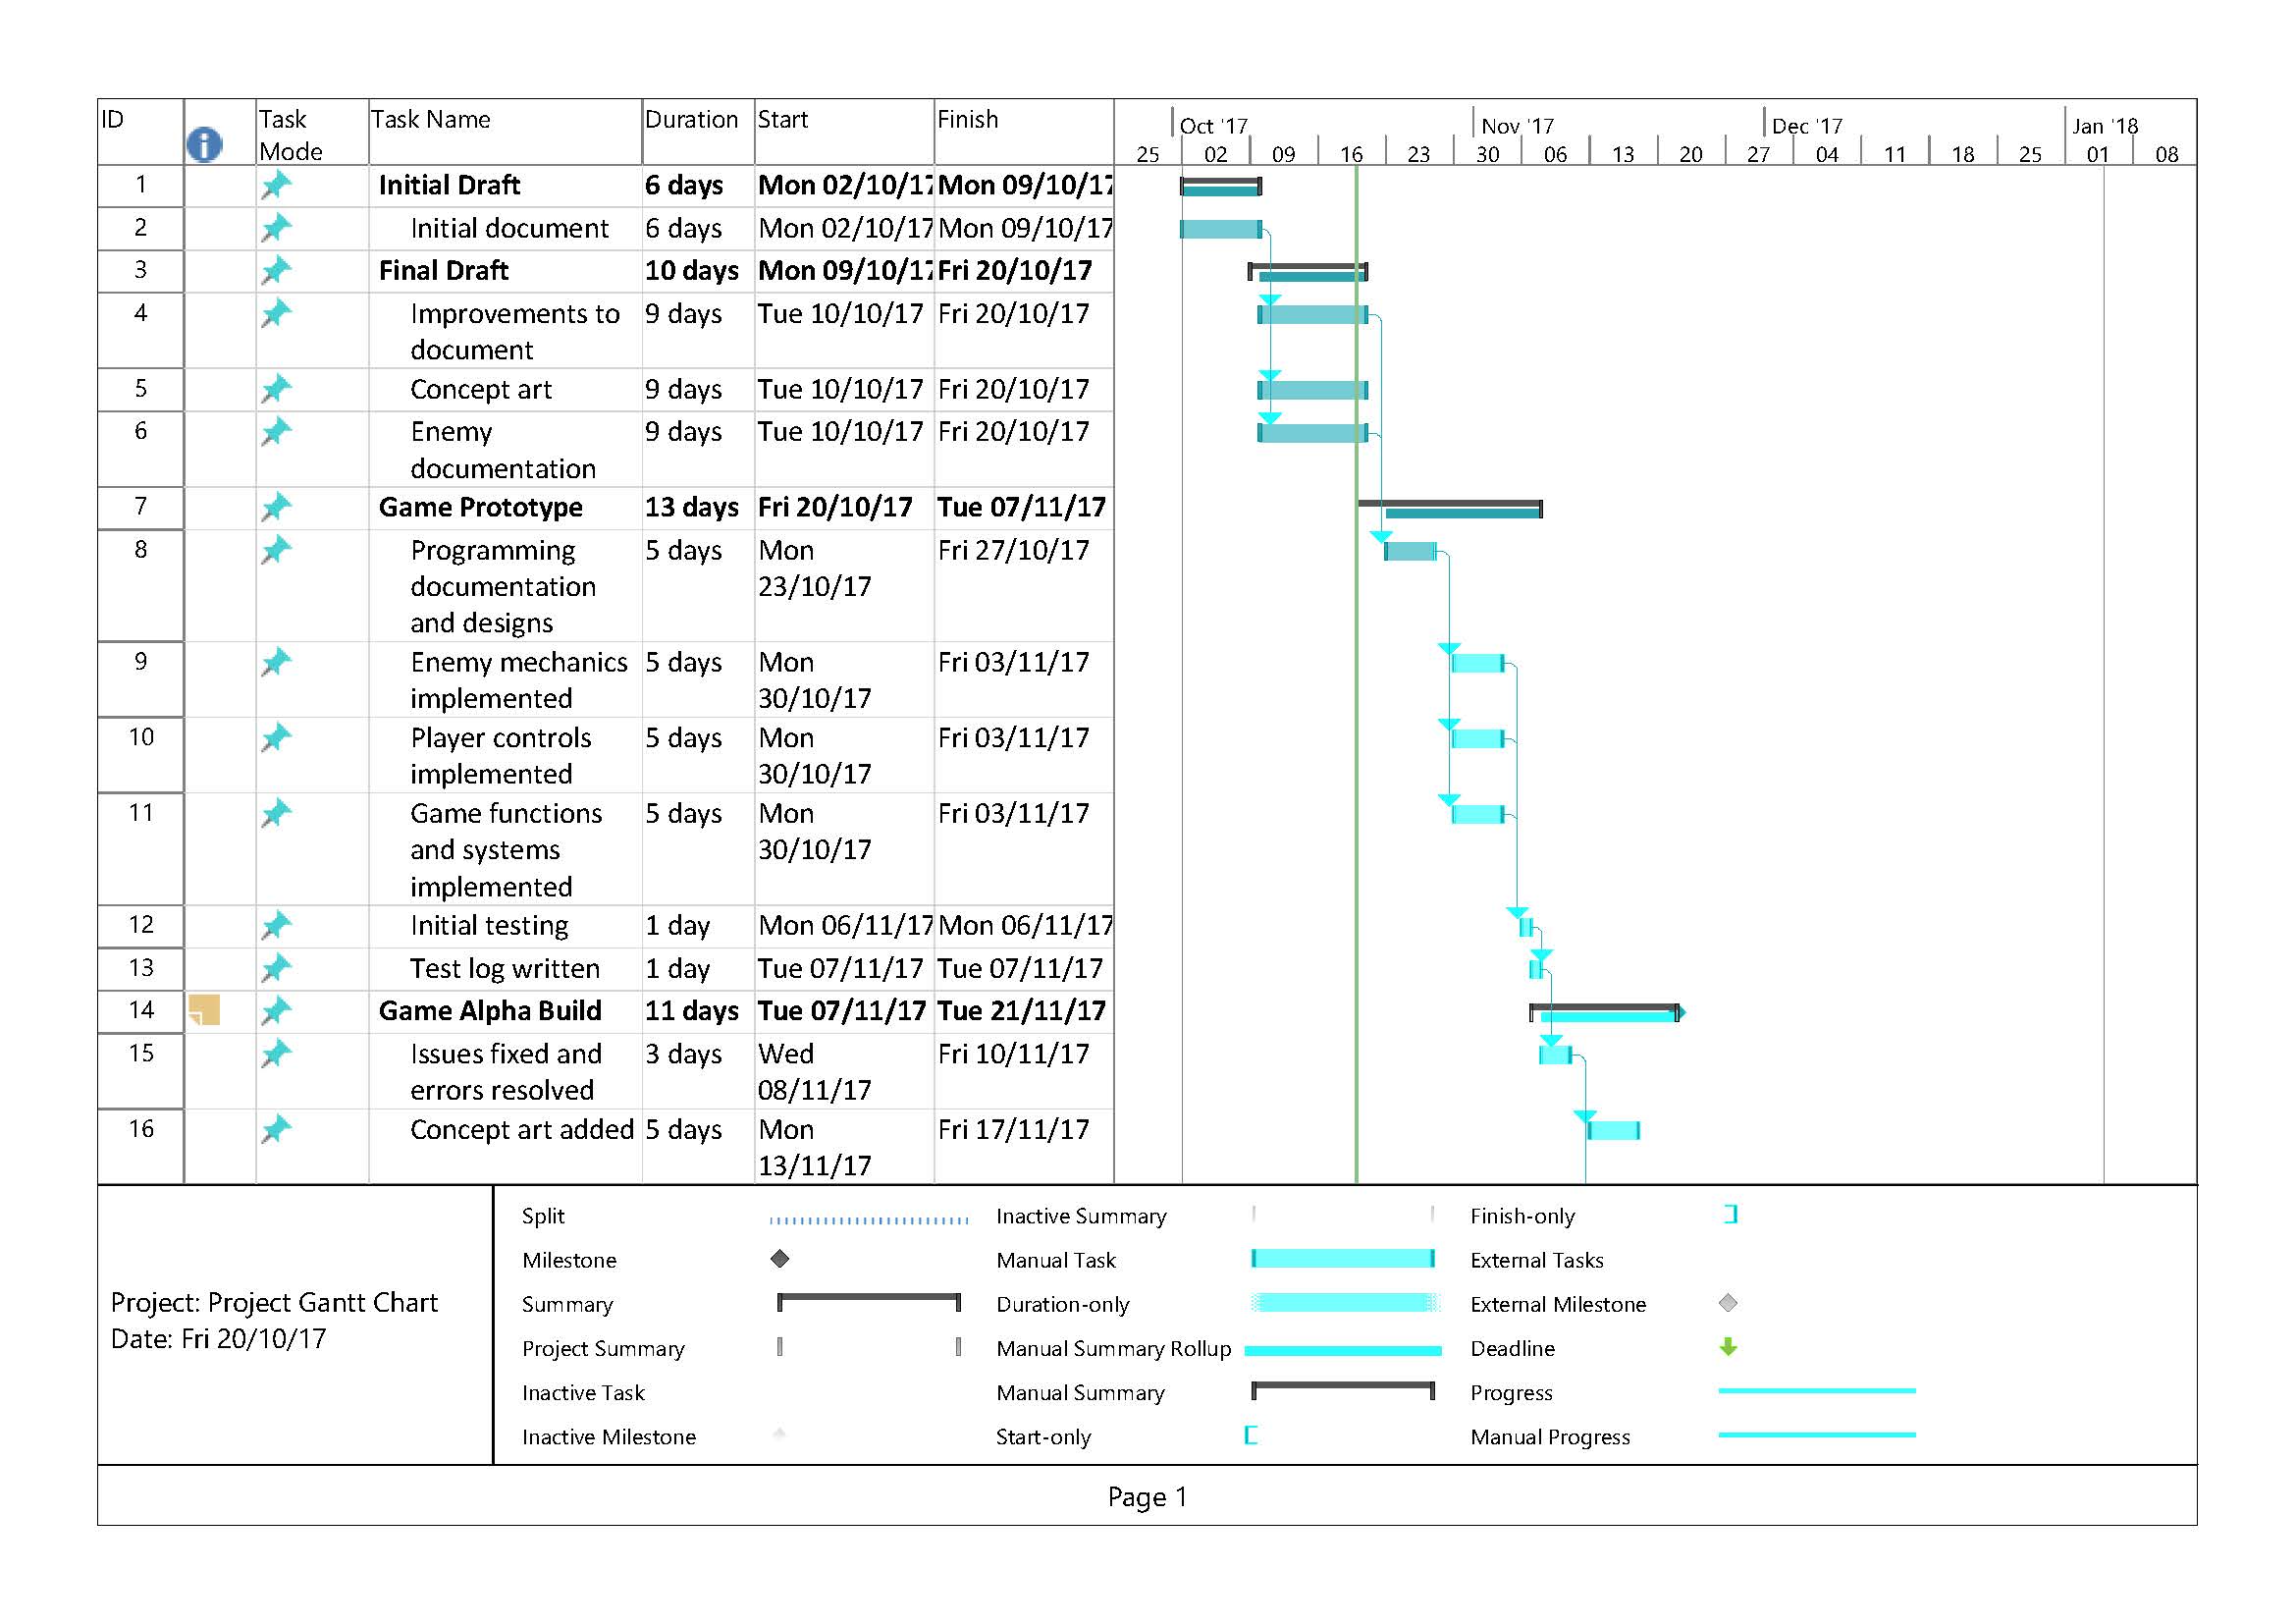 ID Task Mode Task Name Duration Start Finish
Oct '17 Nov '17 Dec '17 Jan '18
25 02 09 16 23 30 06 13 20 27 04 11 18 25 01 08
1 Initial Draft 6 days Mon 02/10/17 Mon 09/10/17
2 Initial document 6 days Mon 02/10/17 Mon 09/10/17
3 Final Draft 10 days Mon 09/10/17 Fri 20/10/17
4 Improvements to 9 days Tue 10/10/17 Fri 20/10/17
document
5 Concept art 9 days Tue 10/10/17 Fri 20/10/17
6 Enemy 9 days Tue 10/10/17 Fri 20/10/17
documentation
7 Game Prototype 13 days Fri 20/10/17 Tue 07/11/17
8 Programming 5 days Mon Fri 27/10/17
documentation 23/10/17
and designs
9 Enemy mechanics 5 days Mon Fri 03/11/17
implemented 30/10/17
10 Player controls 5 days Mon Fri 03/11/17
implemented 30/10/17
11 Game functions 5 days Mon Fri 03/11/17
and systems 30/10/17
implemented
12 Initial testing 1 day Mon 06/11/17 Mon 06/11/17
13 Test log written 1 day Tue 07/11/17 Tue 07/11/17
14 Game Alpha Build 11 days Tue 07/11/17 Tue 21/11/17
15 Issues fixed and 3 days Wed Fri 10/11/17
errors resolved 08/11/17
16 Concept art added 5 days Mon Fri 17/11/17
13/11/17
Project: Project Gantt Chart
Date: Fri 20/10/17
Split
Milestone
Summary
Project Summary
Inactive Task
Inactive Milestone
Inactive Summary
Manual Task
Duration-only
Manual Summary Rollup
Manual Summary
Start-only
Finish-only
External Tasks
External Milestone
Deadline
Progress
Manual Progress
Page 1